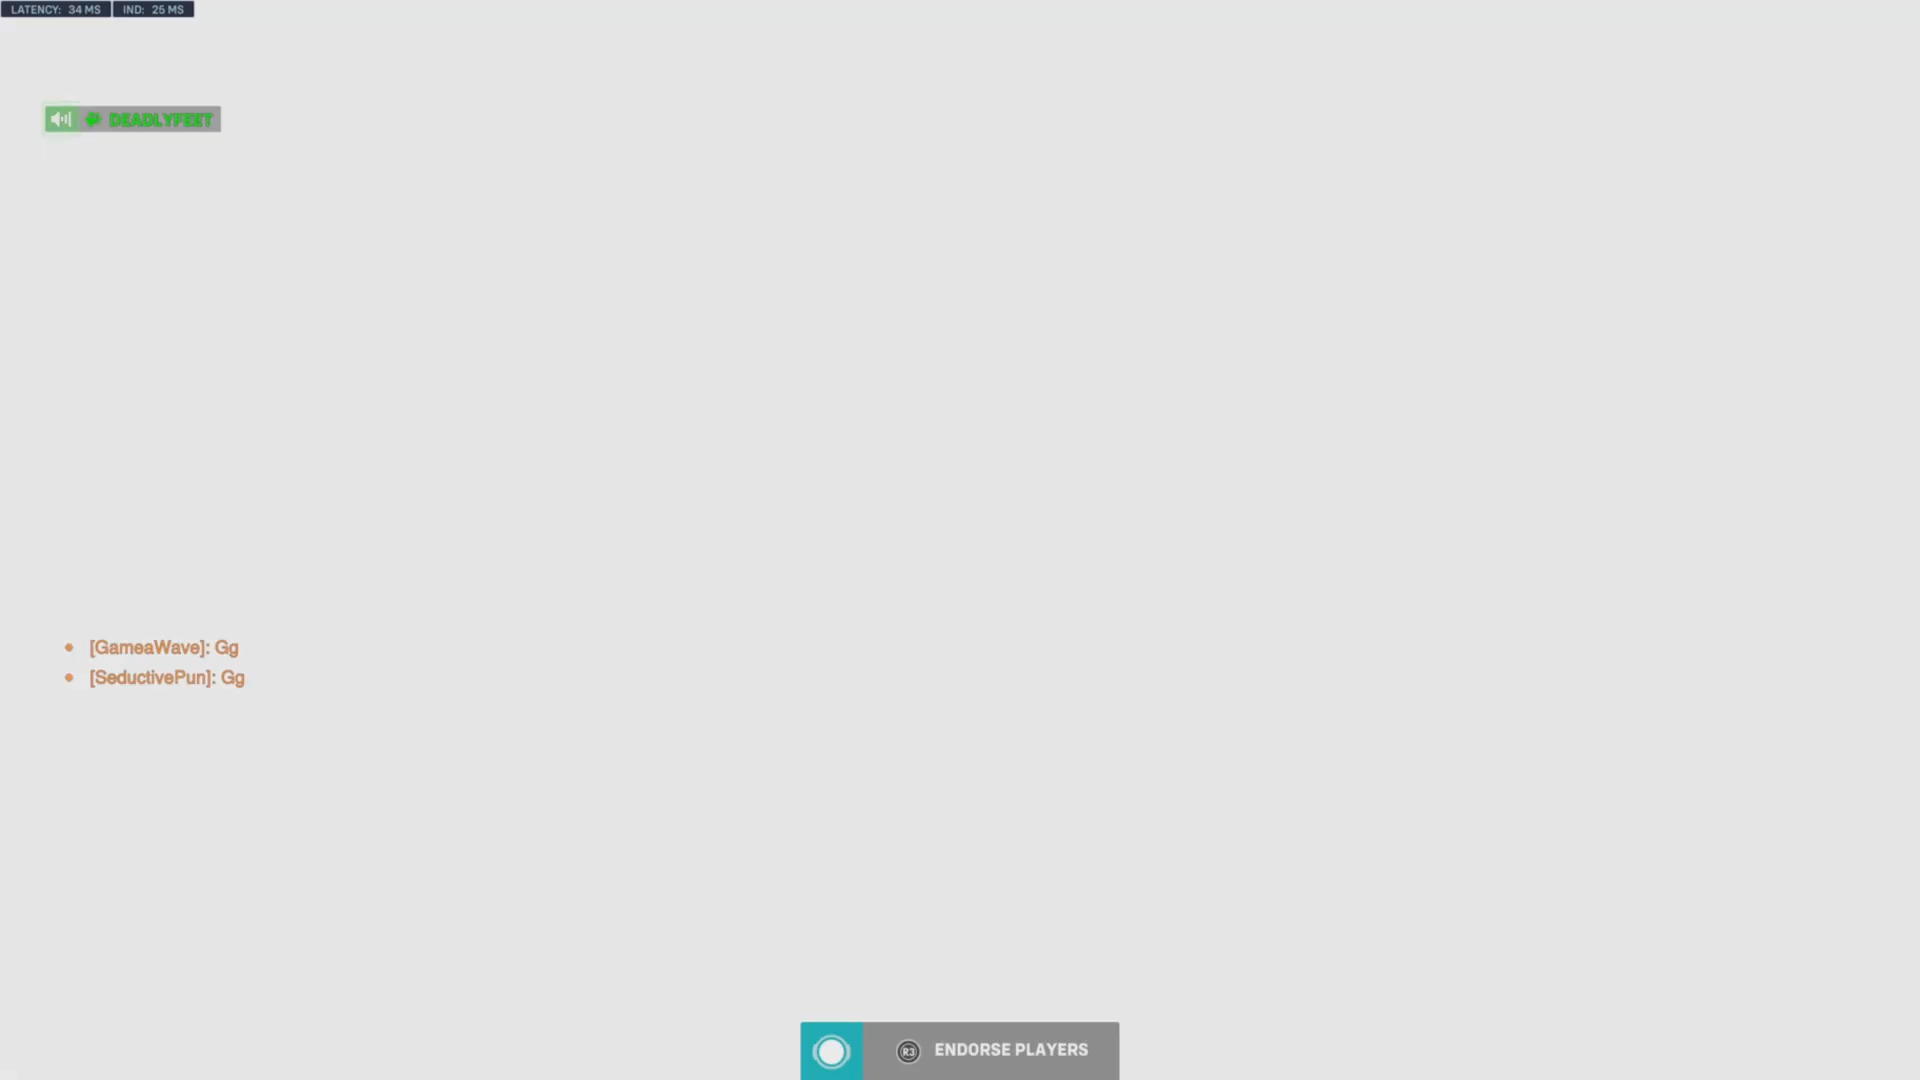 LATENCY: 34 MS IND: 25 MS
DEADLYFEET
[GameaWave]: Gg
[SeductivePun]: Gg
R3 ENDORSE PLAYERS